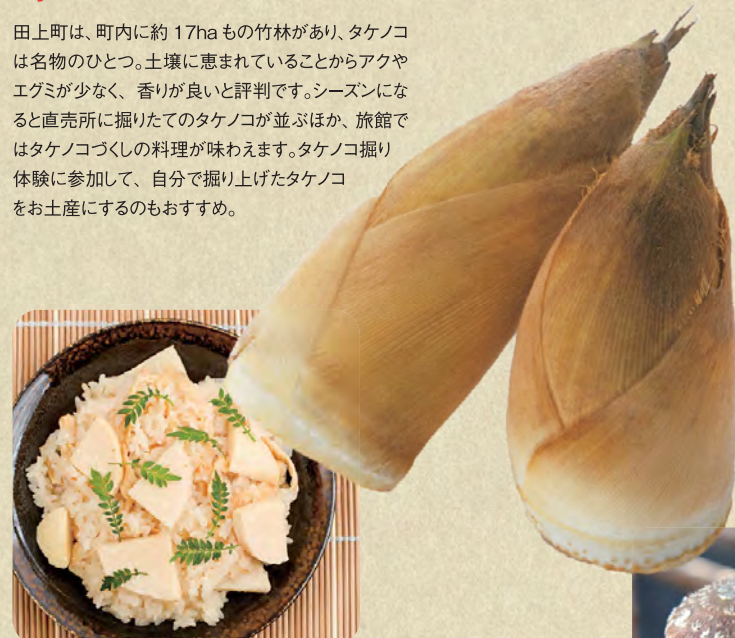 田上町は、町内に約 17haもの竹林があり、タケノコ
は名物のひとつ。土壌に恵まれていることからアクや
エグミが少なく、香りが良いと評判です。シーズンにな
ると直売所に掘りたてのタケノコが並ぶほか、旅館で
はタケノコづくしの料理が味わえます。タケノコ掘り
体験に参加して、自分で掘り上げたタケノコ
をお土産にするのもおすすめ。